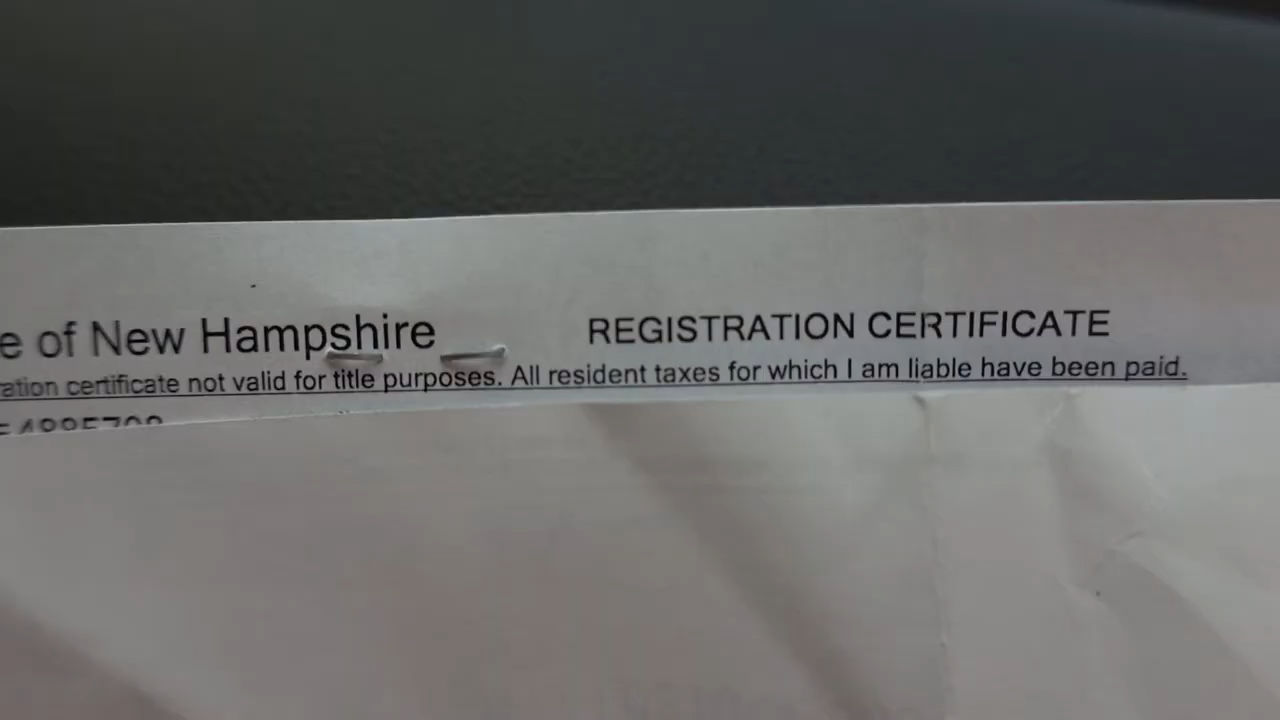 e of New Hampshire REGISTRATION CERTIFICATE
ation certificate not valid for title purposes. All resident taxes for which I am liable have been paid.